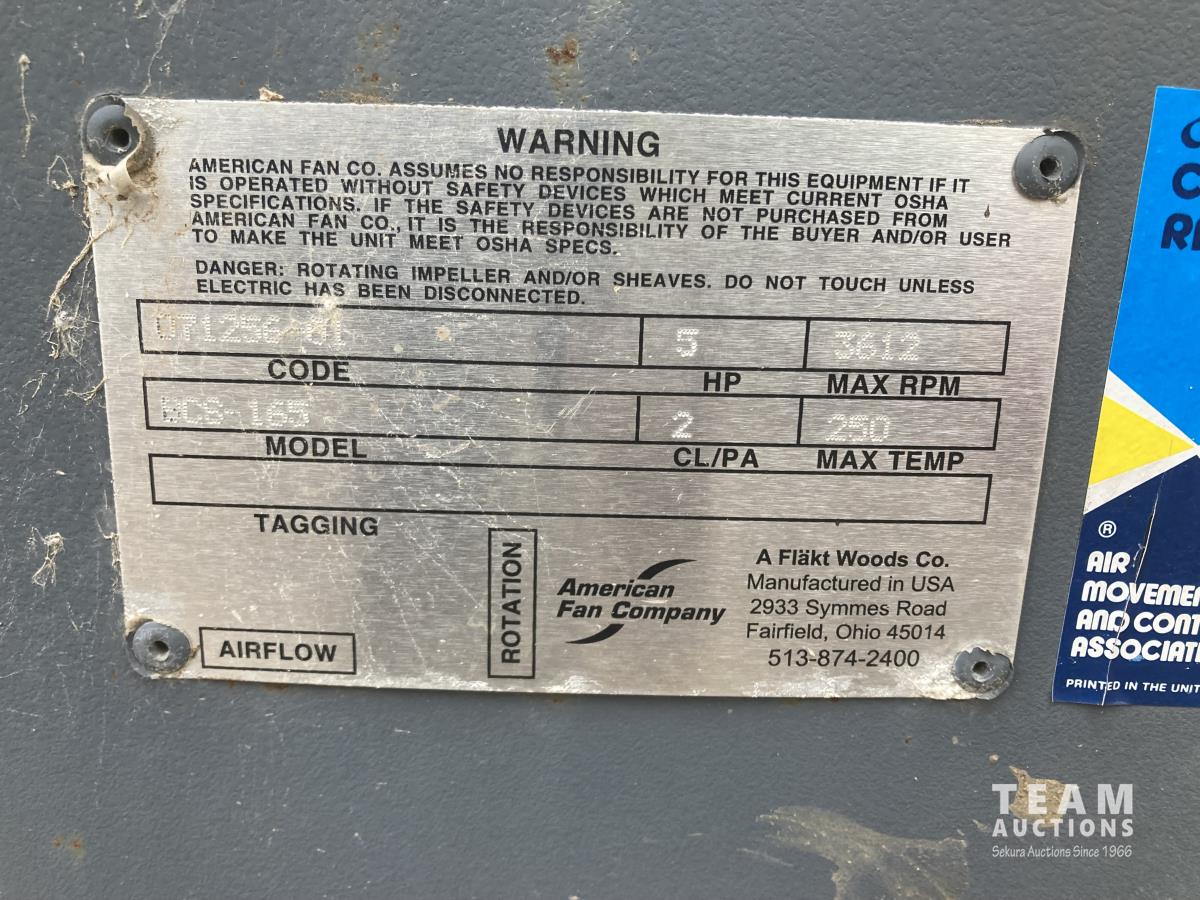 WARNING
AMERICAN FAN CO. ASSUMES NO RESPONSIBILITY FOR THIS EQUIPMENT IF IT
IS OPERATED WITHOUT SAFETY DEVICES WHICH MEET CURRENT OSHA
SPECIFICATIONS. IF THE SAFETY DEVICES ARE NOT PURCHASED FROM
AMERICAN FAN CO., IT IS THE RESPONSIBILITY OF THE BUYER AND/OR USER
TO MAKE THE UNIT MEET OSHA SPECS.
DANGER: ROTATING IMPELLER AND/OR SHEAVES. DO NOT TOUCH UNLESS
ELECTRIC HAS BEEN DISCONNECTED.
071256-01 5 3612
CODE HP MAX RPM
WCS-165 2 250
MODEL CL/PA MAX TEMP
TAGGING
AIRFLOW
ROTATION
American
Fan Company
A Fläkt Woods Co.
Manufactured in USA
2933 Symmes Road
Fairfield, Ohio 45014
513-874-2400
®
AIR
MOVEME
AND CONT
ASSOCIATI
PRINTED IN THE UNIT
TEAM
AUCTIONS
Sekura Auctions Since 1966